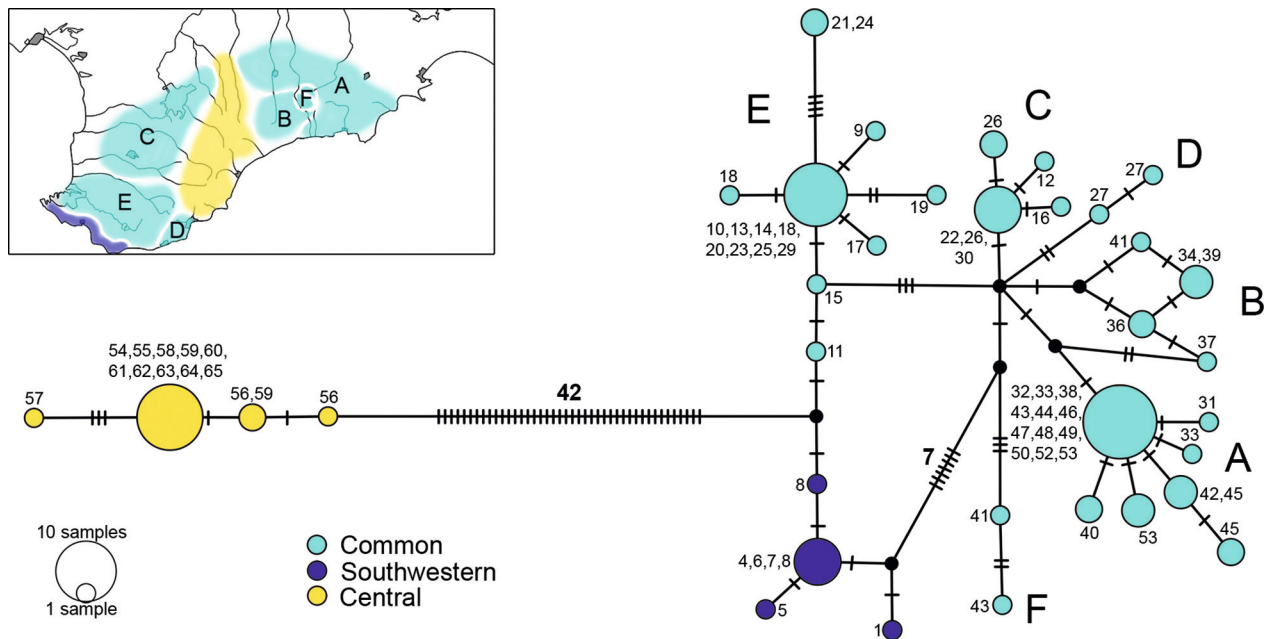 A
F
B
C
E
D
21,24
E
9
18
19
10,13,14,18,
20,23,25,29
17
15
11
C
26
12
16
22,26,
30
D
27
27
41
34,39
B
36
37
32,33,38,
43,44,46,
47,48,49,
50,52,53
31
33
A
42,45
40
53
45
54,55,58,59,60,
61,62,63,64,65
57
56,59
56
42
7
8
4,6,7,8
5
1
41
43
F
10 samples
1 sample
Common
Southwestern
Central